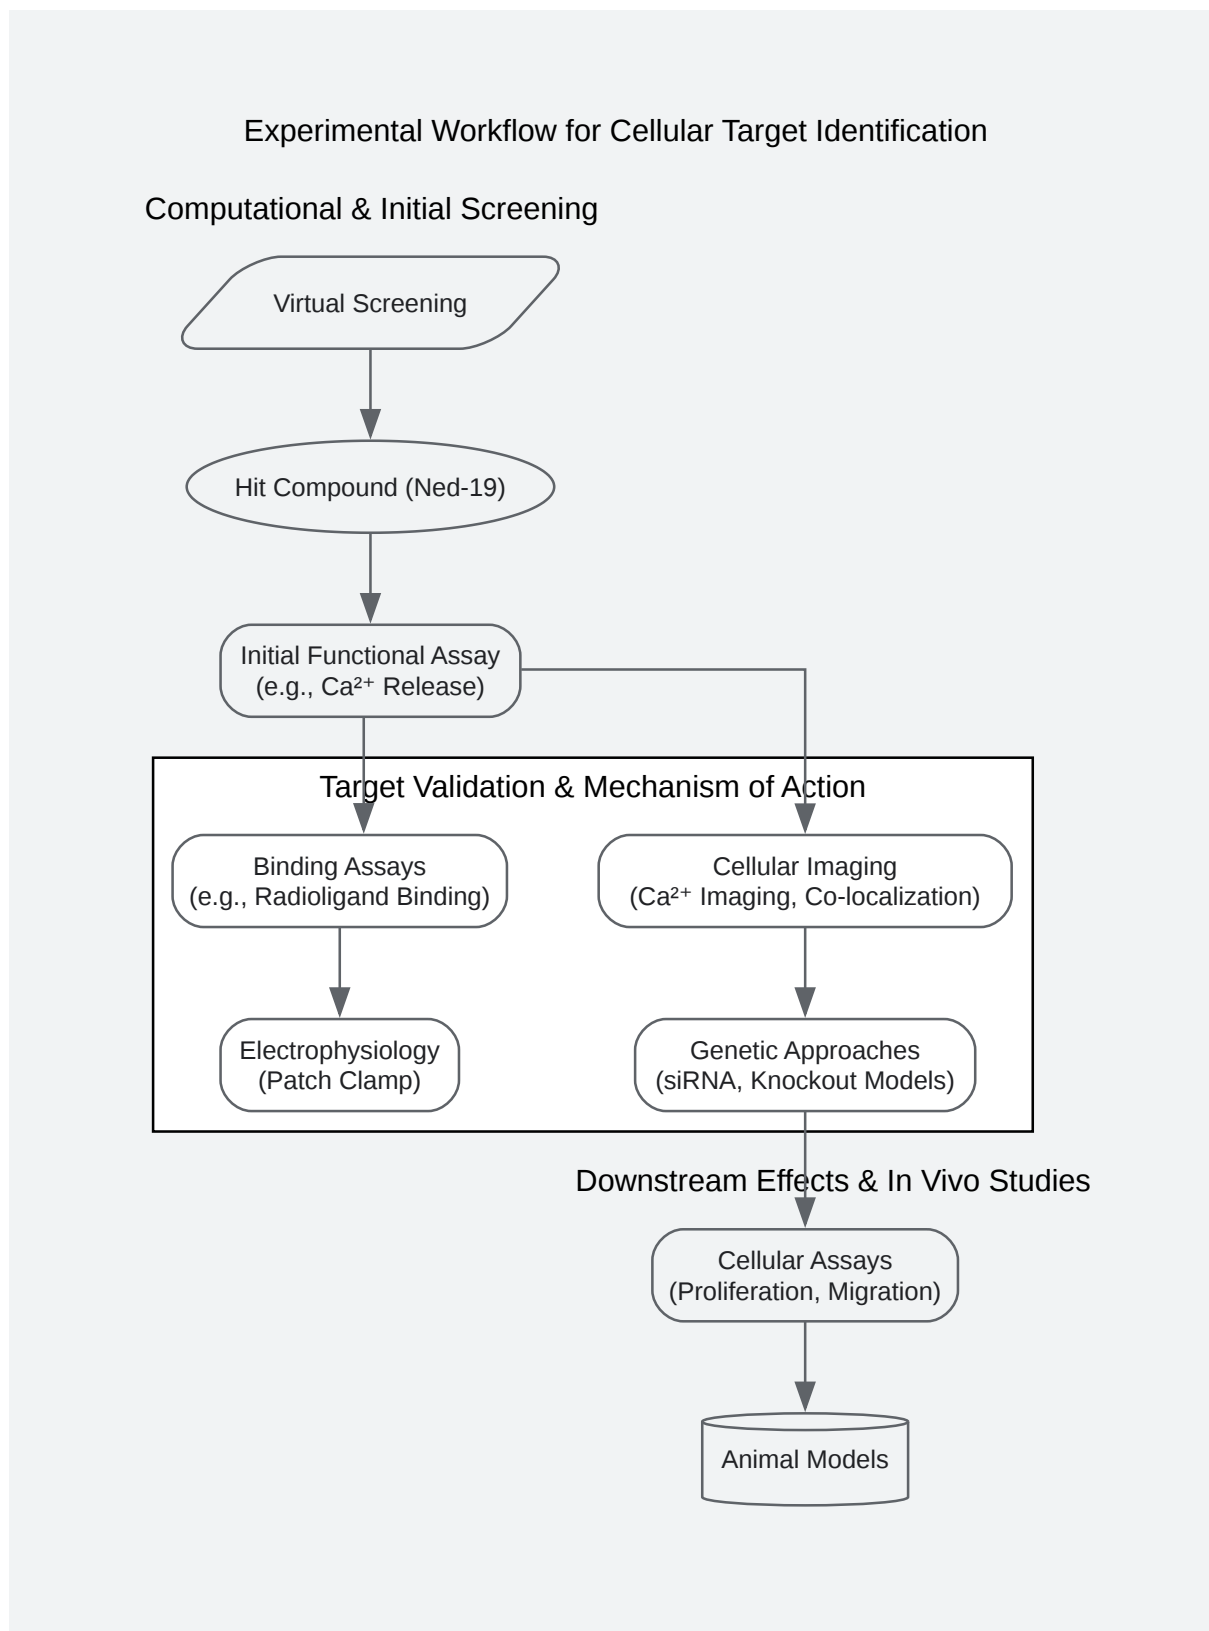 Experimental Workflow for Cellular Target Identification
Computational & Initial Screening
Virtual Screening
Hit Compound (Ned-19)
Initial Functional Assay
(e.g., Ca²⁺ Release)
Target Validation & Mechanism of Action
Binding Assays
(e.g., Radioligand Binding)
Cellular Imaging
(Ca²⁺ Imaging, Co-localization)
Electrophysiology
(Patch Clamp)
Genetic Approaches
(siRNA, Knockout Models)
Downstream Effects & In Vivo Studies
Cellular Assays
(Proliferation, Migration)
Animal Models